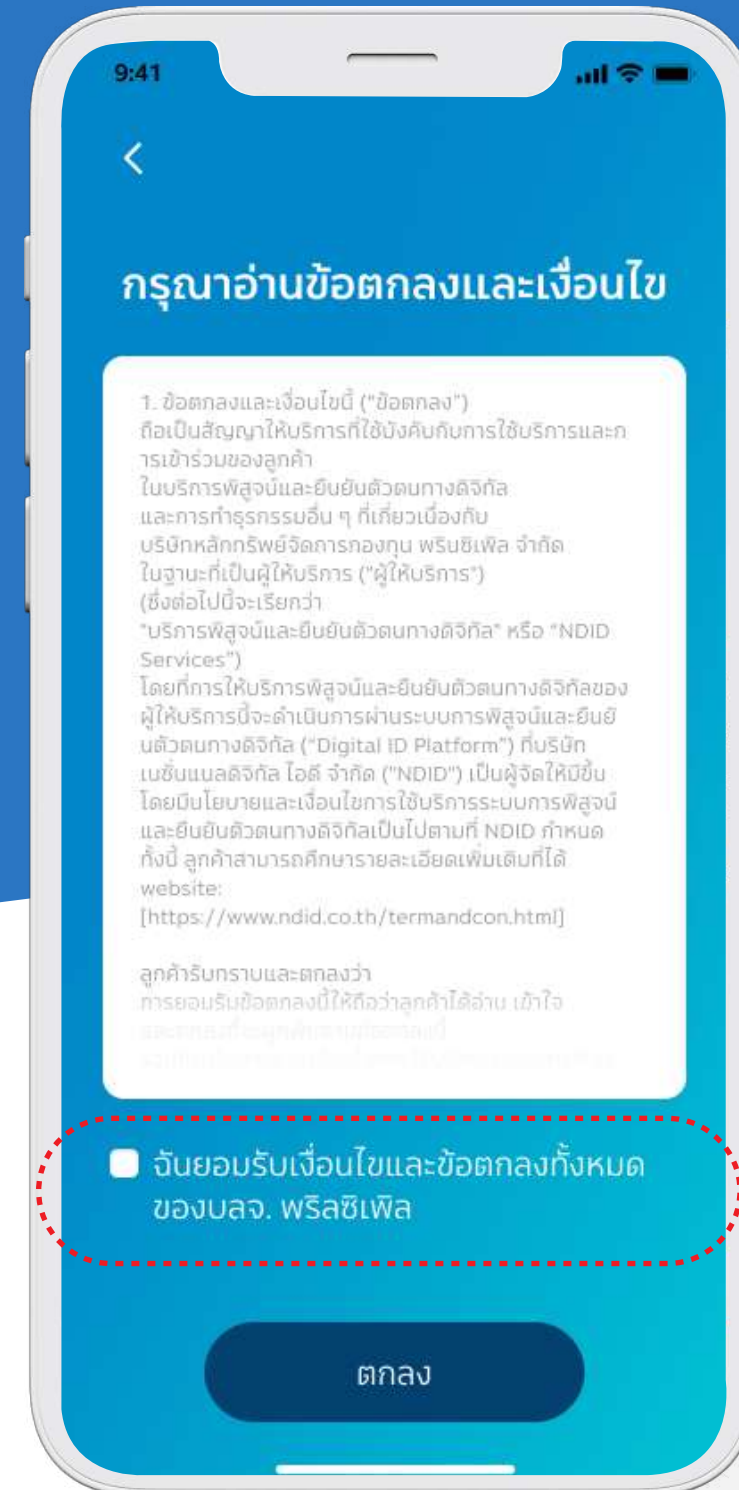 9:41
กรุณาอ่านข้อตกลงและเงื่อนไข
1. ข้อตกลงและเงื่อนไขนี้ ("ข้อตกลง")
ถือเป็นสัญญาให้บริการที่ใช้บังคับกับการใช้บริการและก
ารเข้าร่วมของลูกค้า
ในบริการพิสูจน์และยืนยันตัวตนทางดิจิทัล
และการทำธุรกรรมอื่น ๆ ที่เกี่ยวเนื่องกับ
บริษัทหลักทรัพย์จัดการกองทุน พรินซิเพิล จำกัด
ในฐานะที่เป็นผู้ให้บริการ ("ผู้ให้บริการ")
(ซึ่งต่อไปนี้จะเรียกว่า
"บริการพิสูจน์และยืนยันตัวตนทางดิจิทัล" หรือ "NDID
Services")
โดยที่การให้บริการพิสูจน์และยืนยันตัวตนทางดิจิทัลของ
ผู้ให้บริการนี้จะดำเนินการผ่านระบบการพิสูจน์และยืนยั
นตัวตนทางดิจิทัล ("Digital ID Platform") ที่บริษัท
เนชั่นแนลดิจิทัล ไอดี จำกัด ("NDID") เป็นผู้จัดให้มีขึ้น
โดยมีนโยบายและเงื่อนไขการใช้บริการระบบการพิสูจน์
และยืนยันตัวตนทางดิจิทัลเป็นไปตามที่ NDID กำหนด
ทั้งนี้ ลูกค้าสามารถศึกษารายละเอียดเพิ่มเติมที่ได้
website:
[https://www.ndid.co.th/termandcon.html]
ลูกค้ารับทราบและตกลงว่า
การยอมรับข้อตกลงนี้ให้ถือว่าลูกค้าได้อ่าน เข้าใจ
ฉันยอมรับเงื่อนไขและข้อตกลงทั้งหมด
ของบลจ. พริลซิเพิล
ตกลง